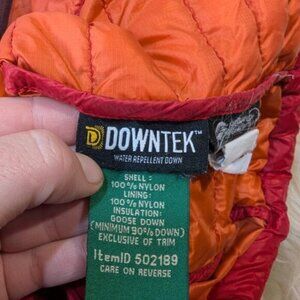 DOWNTEK™
WATER REPELLENT DOWN
SHELL:
100% NYLON
LINING:
100% NYLON
INSULATION:
GOOSE DOWN
(MINIMUM 90% DOWN)
EXCLUSIVE OF TRIM
ItemID 502189
CARE ON REVERSE